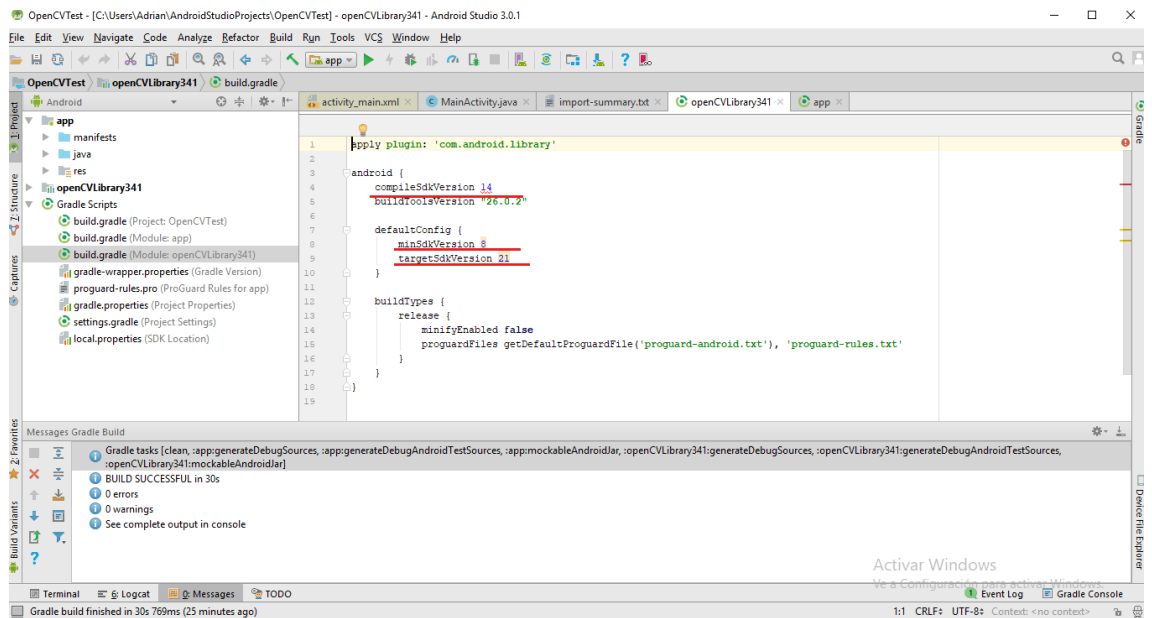 OpenCVTest - [C:\Users\Adrian\AndroidStudioProjects\OpenCVTest] - openCVLibrary341 - Android Studio 3.0.1
File Edit View Navigate Code Analyze Refactor Build Run Tools VCS Window Help
app
OpenCVTest openCVLibrary341 build.gradle
Android
activity_main.xml MainActivity.java import-summary.txt openCVLibrary341 app
1: Project
7: Structure
Captures
2: Favorites
Build Variants
Gradle
Device File Explorer
app
manifests
java
res
openCVLibrary341
Gradle Scripts
build.gradle (Project: OpenCVTest)
build.gradle (Module: app)
build.gradle (Module: openCVLibrary341)
gradle-wrapper.properties (Gradle Version)
proguard-rules.pro (ProGuard Rules for app)
gradle.properties (Project Properties)
settings.gradle (Project Settings)
local.properties (SDK Location)
1 apply plugin: 'com.android.library'
2
3 android {
4 compileSdkVersion 14
5 buildToolsVersion "26.0.2"
6
7 defaultConfig {
8 minSdkVersion 8
9 targetSdkVersion 21
10 }
11
12 buildTypes {
13 release {
14 minifyEnabled false
15 proguardFiles getDefaultProguardFile('proguard-android.txt'), 'proguard-rules.txt'
16 }
17 }
18 }
19
Messages Gradle Build
Gradle tasks [clean, :app:generateDebugSources, :app:generateDebugAndroidTestSources, :app:mockableAndroidJar, :openCVLibrary341:generateDebugSources, :openCVLibrary341:generateDebugAndroidTestSources,
:openCVLibrary341:mockableAndroidJar]
BUILD SUCCESSFUL in 30s
0 errors
0 warnings
See complete output in console
Activar Windows
Ve a Configuración para activar Windows.
Terminal 6: Logcat 0: Messages TODO 1 Event Log Gradle Console
Gradle build finished in 30s 769ms (25 minutes ago) 1:1 CRLF UTF-8 Context: <no context>